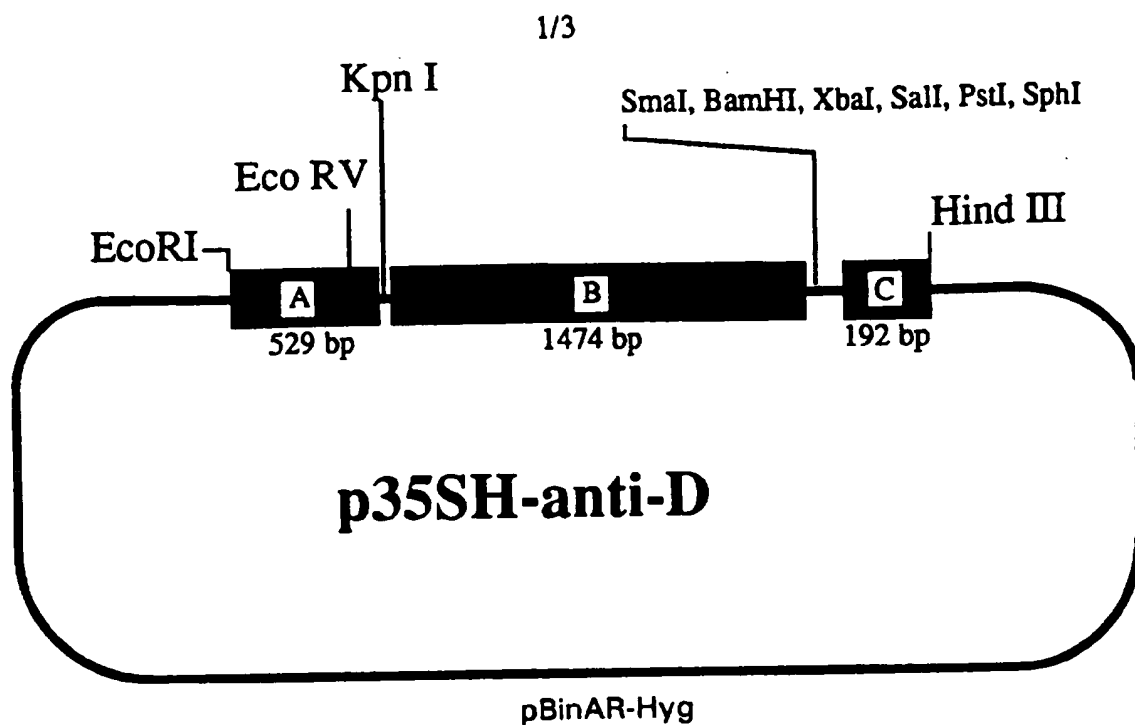 1/3
Kpn I
SmaI, BamHI, XbaI, SalI, PstI, SphI
Eco RV
Hind III
EcoRI
A
B
C
529 bp
1474 bp
192 bp
p35SH-anti-D
pBinAR-Hyg